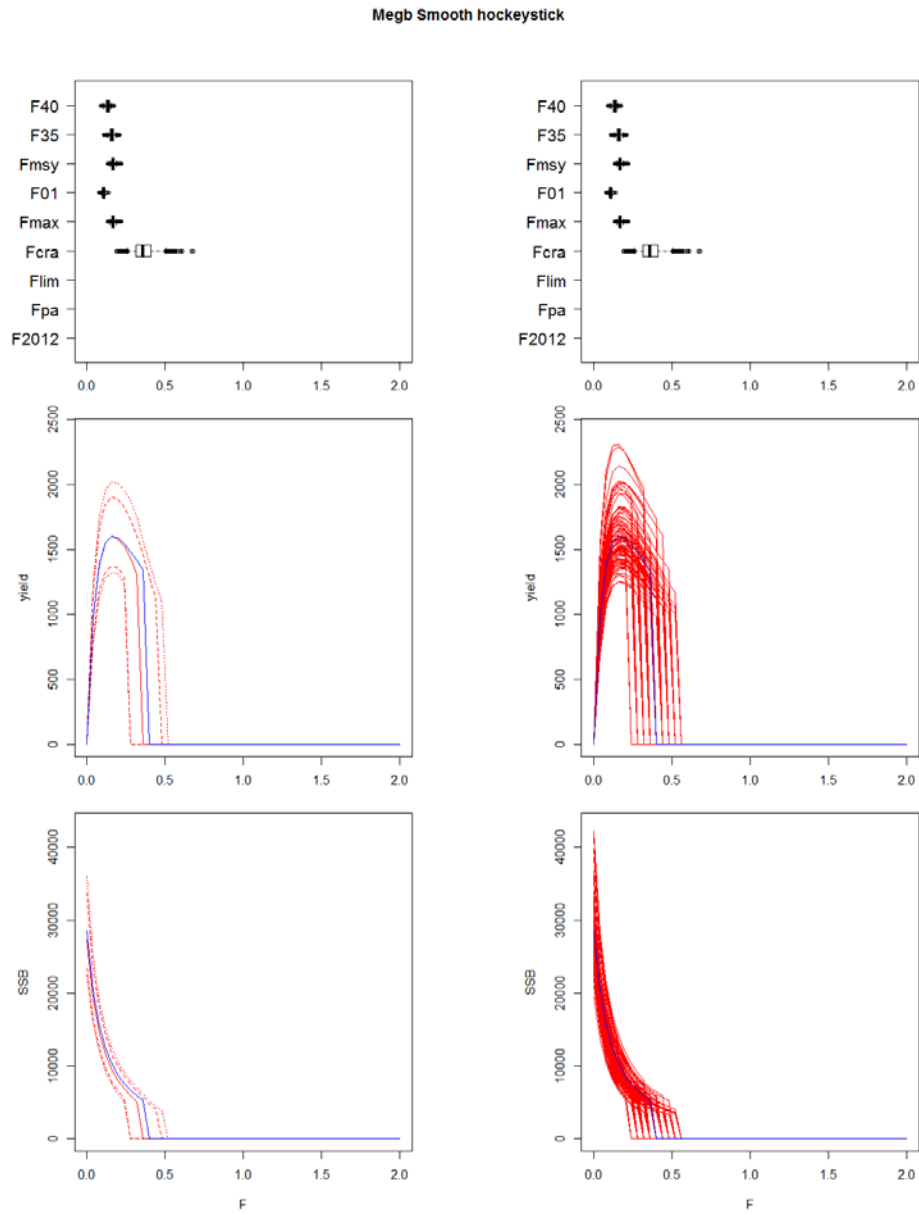 Megb Smooth hockeystick
F40
F35
Fmsy
F01
Fmax
Fcra
Flim
Fpa
F2012
0.0 0.5 1.0 1.5 2.0
F40
F35
Fmsy
F01
Fmax
Fcra
Flim
Fpa
F2012
0.0 0.5 1.0 1.5 2.0
yield
0 500 1000 1500 2000 2500
0.0 0.5 1.0 1.5 2.0
yield
0 500 1000 1500 2000 2500
0.0 0.5 1.0 1.5 2.0
SSB
0 10000 20000 30000 40000
0.0 0.5 1.0 1.5 2.0
F
SSB
0 10000 20000 30000 40000
0.0 0.5 1.0 1.5 2.0
F